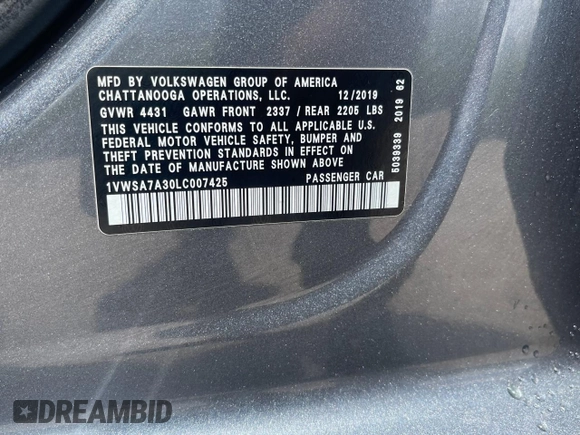 MFD BY VOLKSWAGEN GROUP OF AMERICA
CHATTANOOGA OPERATIONS, LLC. 12/2019
GVWR 4431 GAWR FRONT 2337 / REAR 2205 LBS
THIS VEHICLE CONFORMS TO ALL APPLICABLE U.S.
FEDERAL MOTOR VEHICLE SAFETY, BUMPER AND
THEFT PREVENTION STANDARDS IN EFFECT ON
THE DATE OF MANUFACTURE SHOWN ABOVE
1VWSA7A30LC007425 PASSENGER CAR
5039339 2019 62
DREAMBID